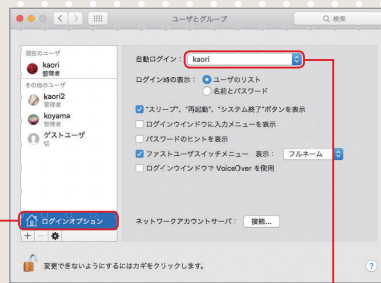 ユーザとグループ
検索
現在のユーザ
kaori
管理者
その他のユーザ
kaori2
管理者
koyama
管理者
ゲストユーザ
切
ログインオプション
自動ログイン： kaori
ログイン時の表示： ユーザのリスト
名前とパスワード
"スリープ"、"再起動"、"システム終了"ボタンを表示
ログインウインドウに入力メニューを表示
パスワードのヒントを表示
ファストユーザスイッチメニュー 表示： フルネーム
ログインウインドウで VoiceOver を使用
ネットワークアカウントサーバ： 接続...
変更できないようにするにはカギをクリックします。
?